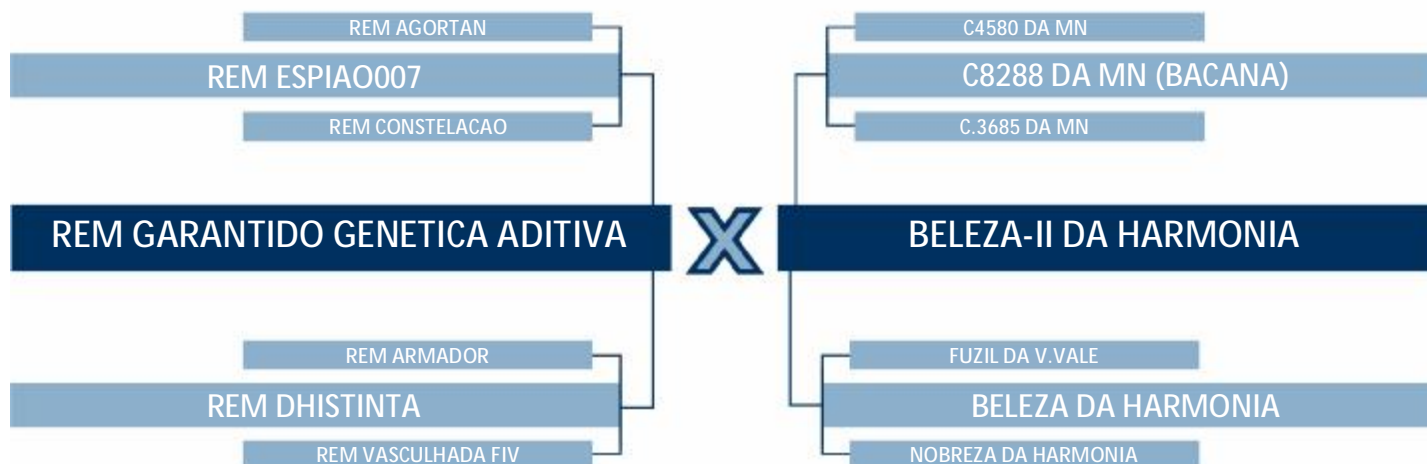 REM AGORTAN
REM ESPIAO007
REM CONSTELACAO
REM GARANTIDO GENETICA ADITIVA
REM ARMADOR
REM DHISTINTA
REM VASCULHADA FIV
X
C4580 DA MN
C8288 DA MN (BACANA)
C.3685 DA MN
BELEZA-II DA HARMONIA
FUZIL DA V.VALE
BELEZA DA HARMONIA
NOBREZA DA HARMONIA